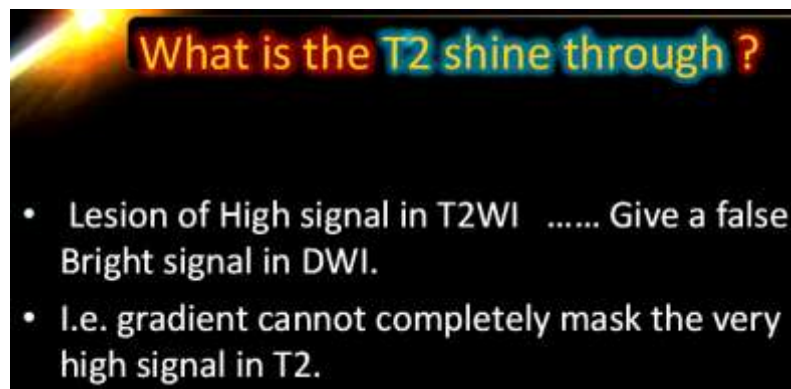 What is the T2 shine through ?
• Lesion of High signal in T2WI ...... Give a false
Bright signal in DWI.
• I.e. gradient cannot completely mask the very
high signal in T2.